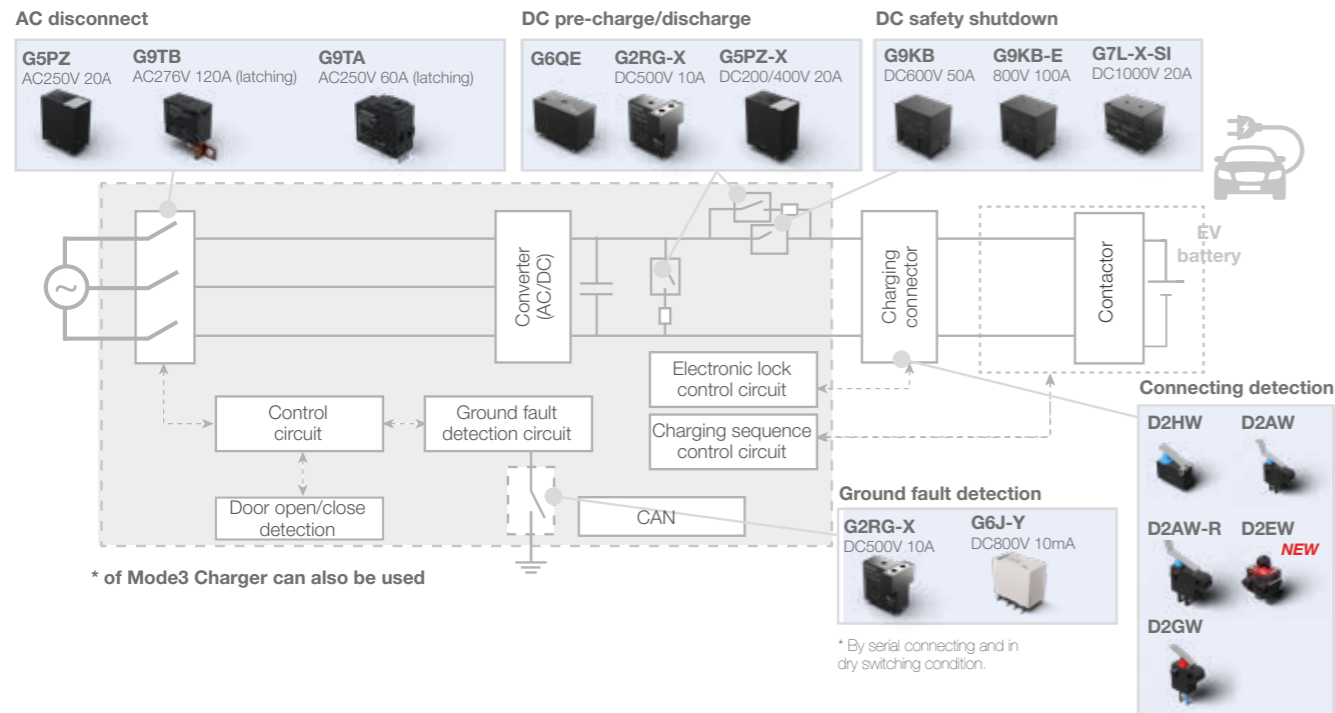 AC disconnect
G5PZ
AC250V 20A
G9TB
AC276V 120A (latching)
G9TA
AC250V 60A (latching)
DC pre-charge/discharge
G6QE
G2RG-X
DC500V 10A
G5PZ-X
DC200/400V 20A
DC safety shutdown
G9KB
DC600V 50A
G9KB-E
800V 100A
G7L-X-SI
DC1000V 20A
Converter
(AC/DC)
Charging
connector
Contactor
EV
battery
Electronic lock
control circuit
Charging sequence
control circuit
Control
circuit
Ground fault
detection circuit
Door open/close
detection
CAN
* of Mode3 Charger can also be used
Ground fault detection
G2RG-X
DC500V 10A
G6J-Y
DC800V 10mA
* By serial connecting and in
dry switching condition.
Connecting detection
D2HW
D2AW
D2AW-R
D2EW
NEW
D2GW